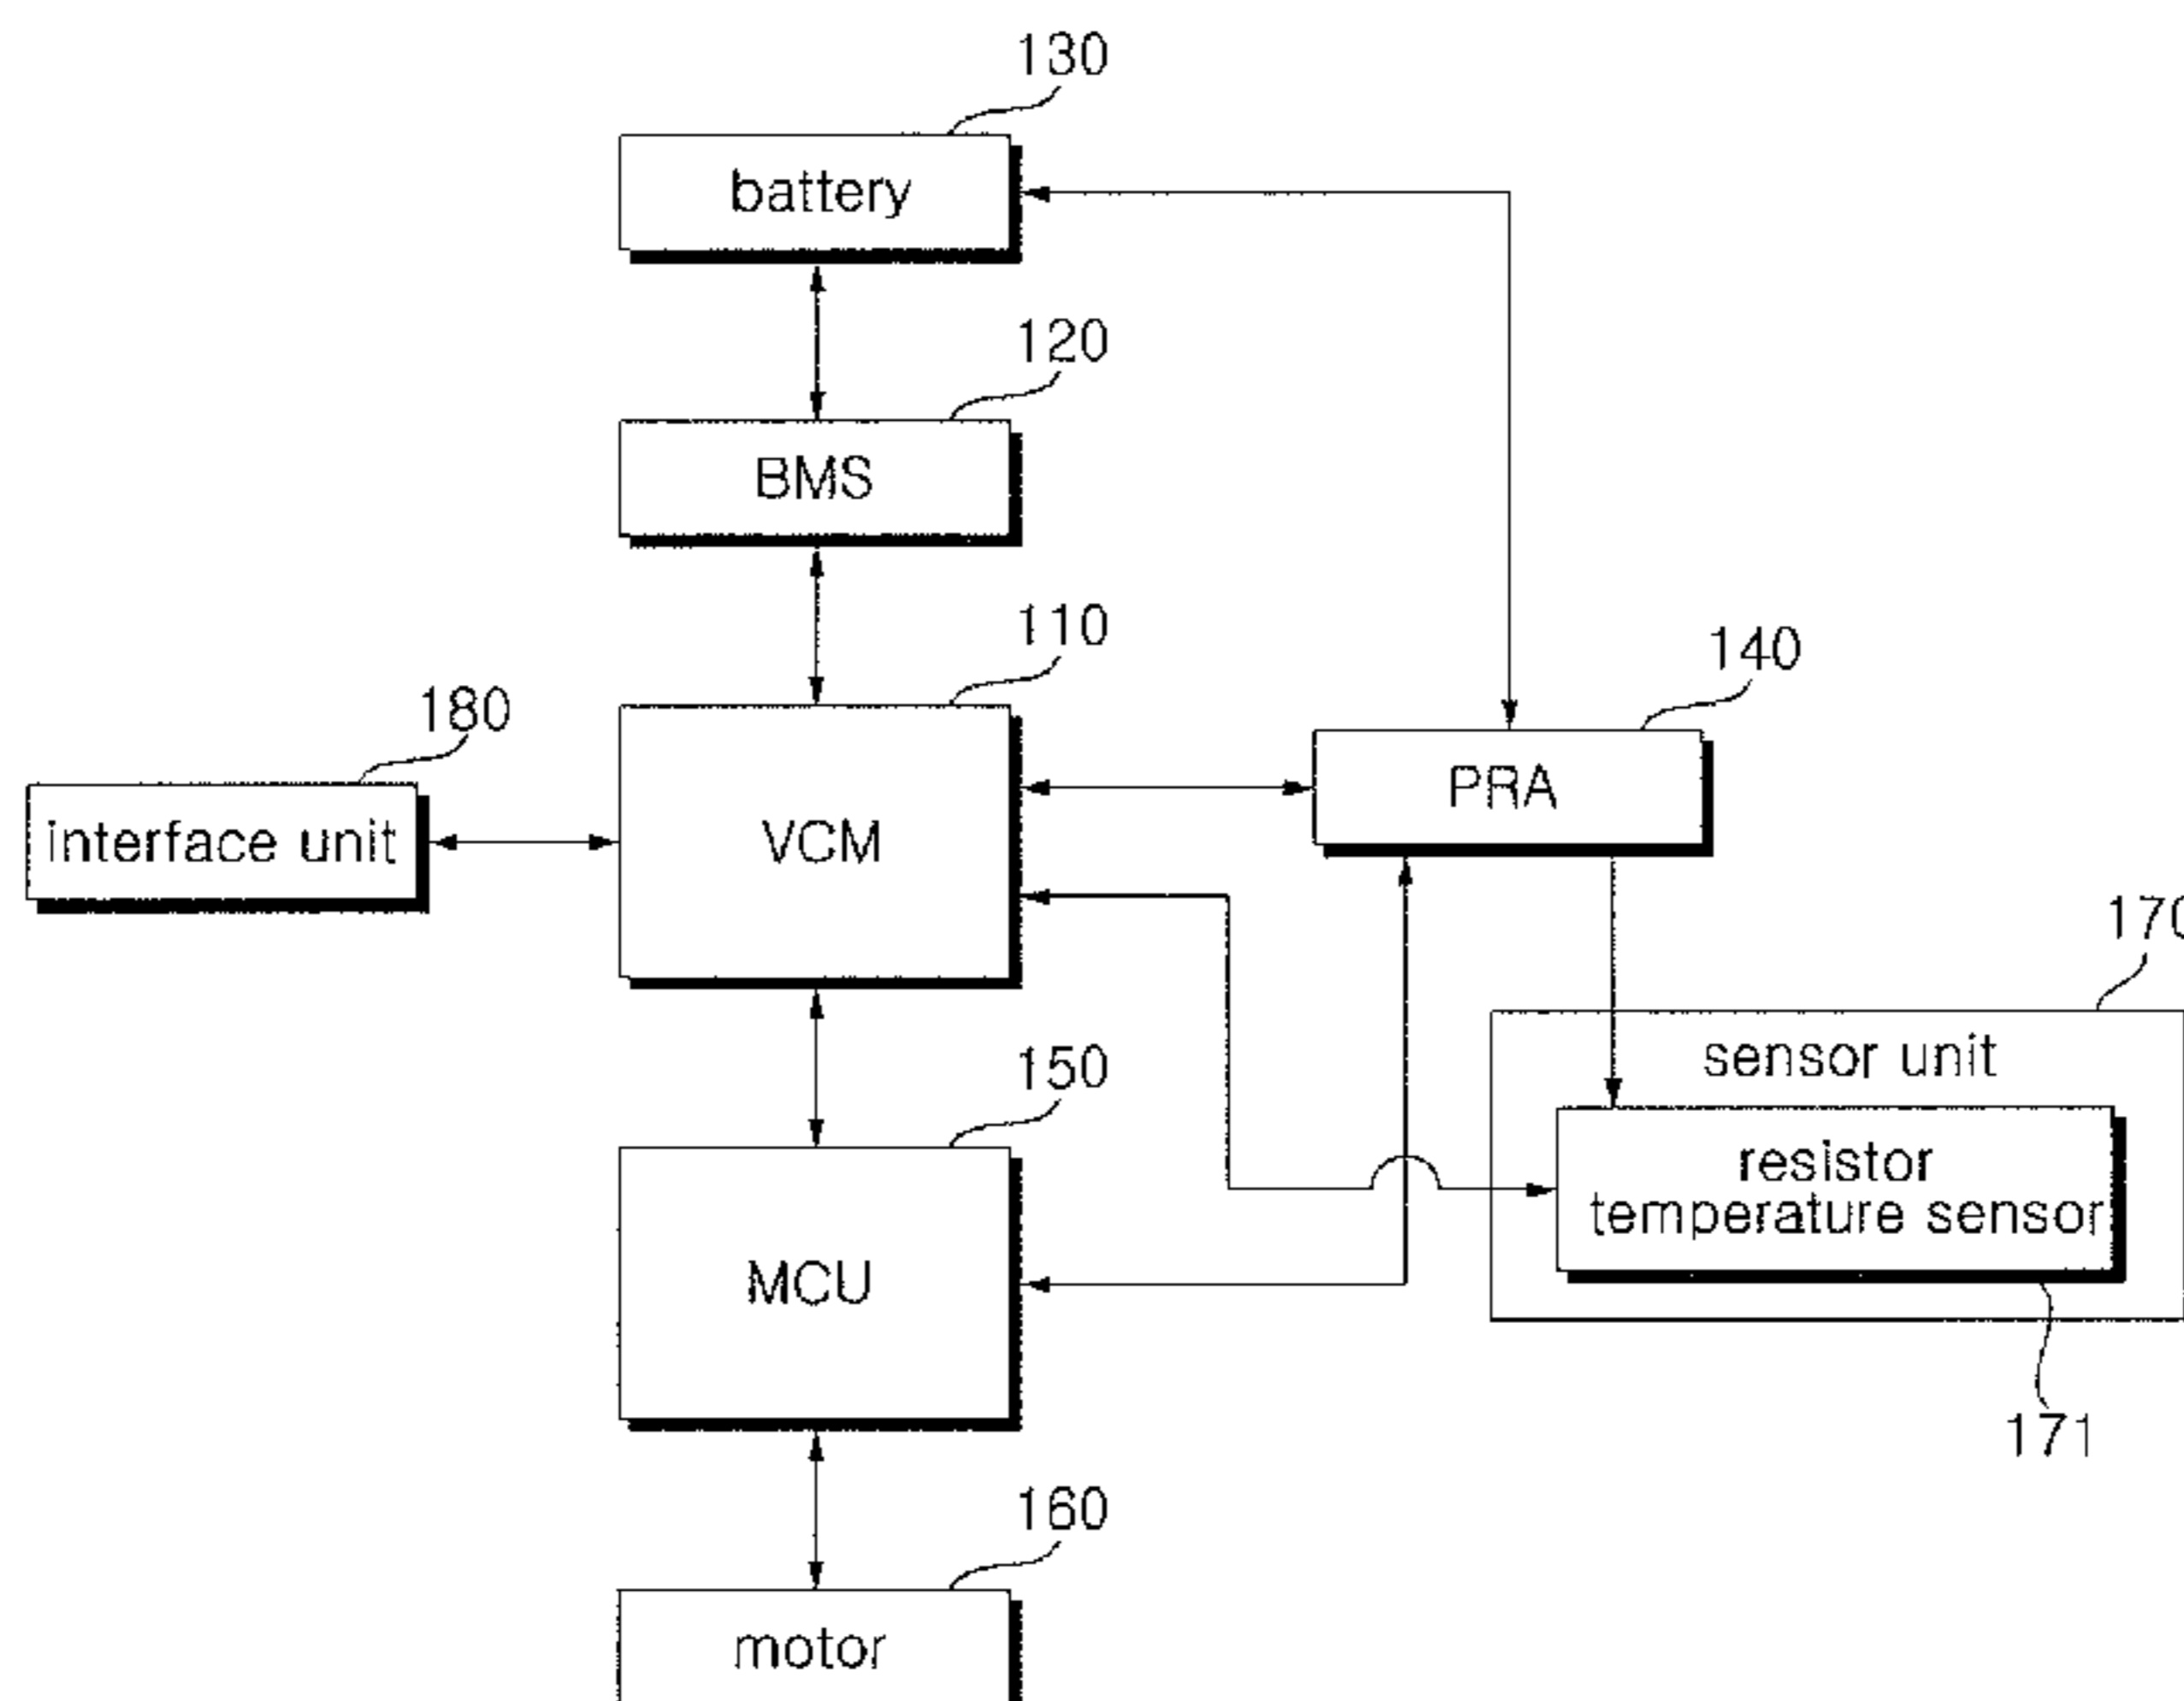 130
battery
120
BMS
110
140
180
PRA
interface unit
VCM
170
sensor unit
150
resistor
temperature sensor
MCU
171
160
motor